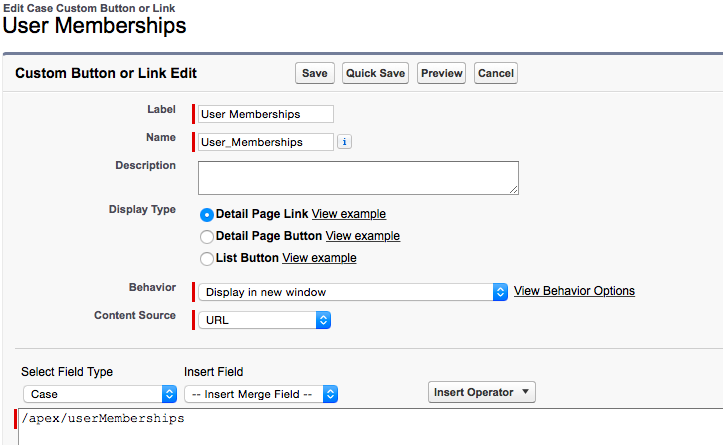 Edit Case Custom Button or Link
User Memberships
Custom Button or Link Edit Save Quick Save Preview Cancel
Label User Memberships
Name User_Memberships i
Description
Display Type Detail Page Link View example
Detail Page Button View example
List Button View example
Behavior Display in new window View Behavior Options
Content Source URL
Select Field Type Insert Field
Case -- Insert Merge Field -- Insert Operator
/apex/userMemberships